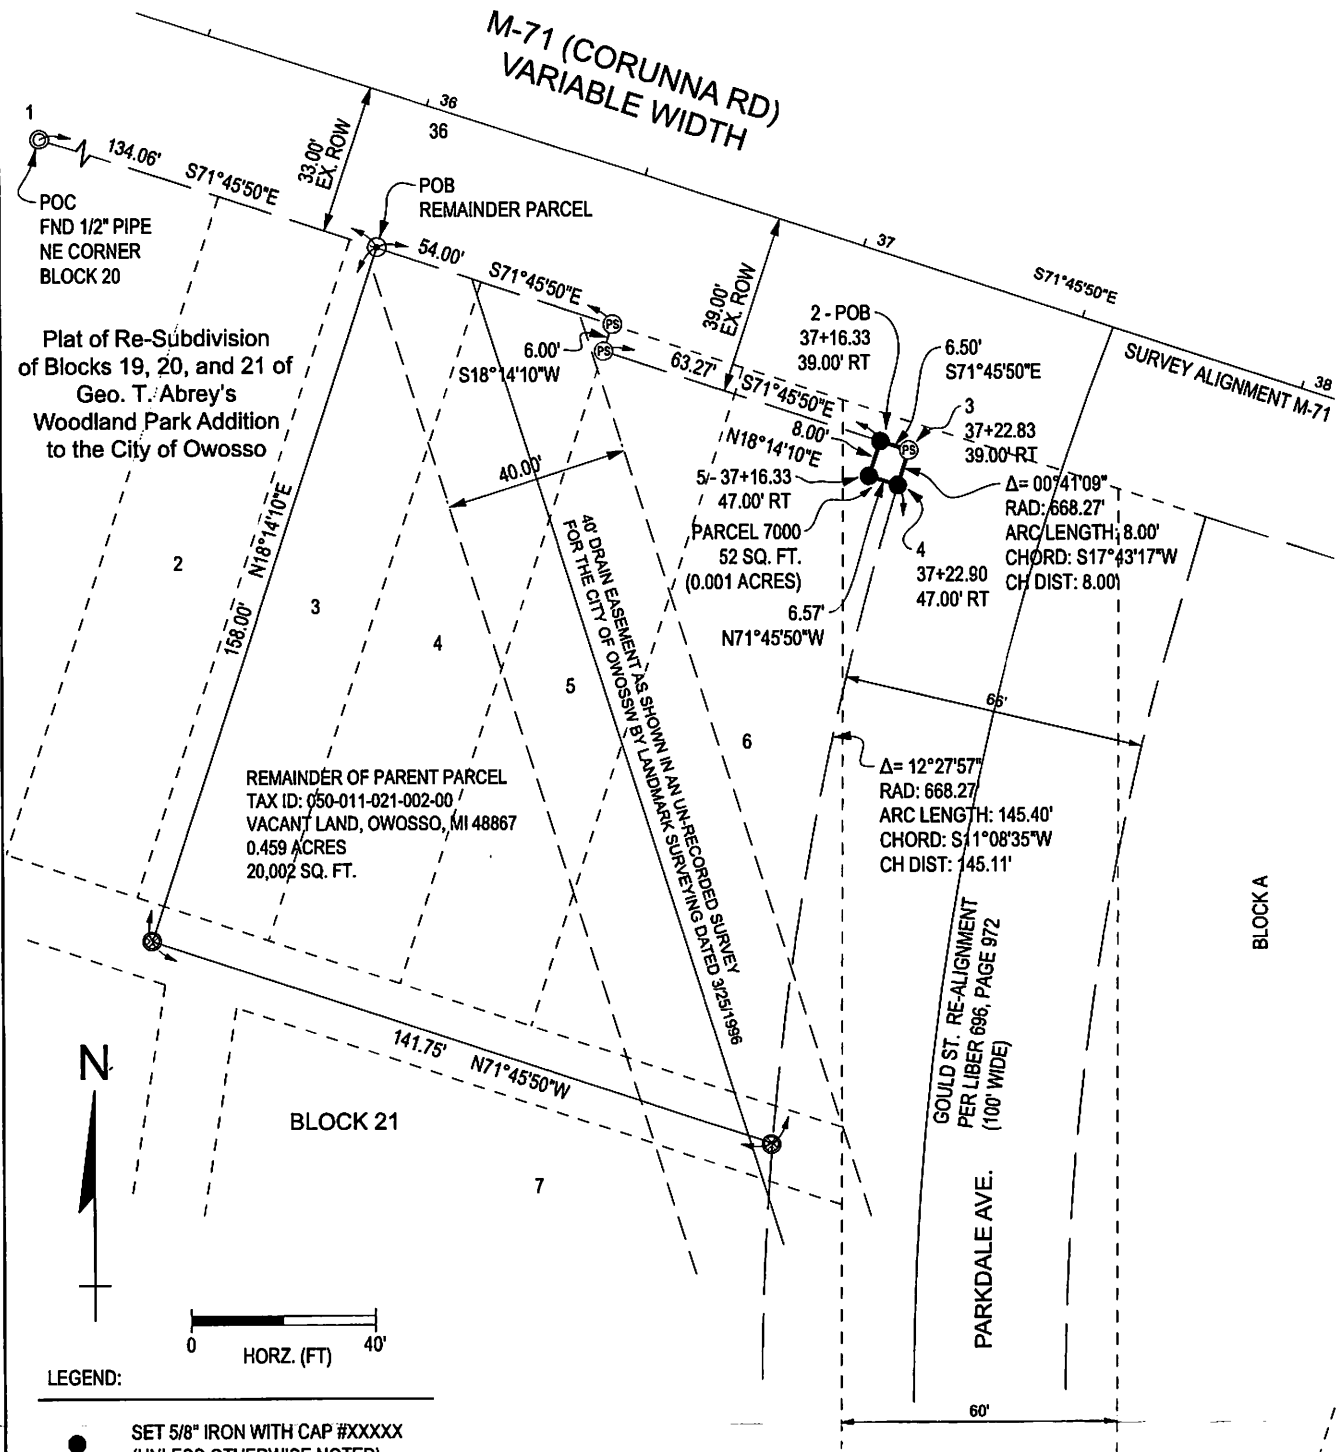 M-71 (CORUNNA RD)
VARIABLE WIDTH
1
134.06'
S71°45'50"E
33.00'
EX. ROW
36
36
POC
FND 1/2" PIPE
NE CORNER
BLOCK 20
POB
REMAINDER PARCEL
54.00'
S71°45'50"E
37
S71°45'50"E
SURVEY ALIGNMENT M-71
38
39.00'
EX. ROW
Plat of Re-Subdivision
of Blocks 19, 20, and 21 of
Geo. T. Abrey's
Woodland Park Addition
to the City of Owosso
PS
PS
6.00'
S18°14'10"W
63.27'
S71°45'50"E
2 - POB
37+16.33
39.00' RT
6.50'
S71°45'50"E
3
37+22.83
39.00' RT
PS
8.00'
N18°14'10"E
5/- 37+16.33
47.00' RT
PARCEL 7000
52 SQ. FT.
(0.001 ACRES)
Δ= 00°41'09"
RAD: 668.27'
ARC LENGTH: 8.00'
CHORD: S17°43'17"W
CH DIST: 8.00'
4
37+22.90
47.00' RT
6.57'
N71°45'50"W
40.00'
40' DRAIN EASEMENT AS SHOWN IN AN UN-RECORDED SURVEY
FOR THE CITY OF OWOSSW BY LANDMARK SURVEYING DATED 3/25/1996
N18°14'10"E
158.00'
2
3
4
5
6
66'
REMAINDER OF PARENT PARCEL
TAX ID: 050-011-021-002-00
VACANT LAND, OWOSSO, MI 48867
0.459 ACRES
20,002 SQ. FT.
Δ= 12°27'57"
RAD: 668.27'
ARC LENGTH: 145.40'
CHORD: S11°08'35"W
CH DIST: 145.11'
GOULD ST. RE-ALIGNMENT
PER LIBER 696, PAGE 972
(100' WIDE)
BLOCK A
141.75'
N71°45'50"W
N
BLOCK 21
7
PARKDALE AVE.
0
40'
HORZ. (FT)
60'
LEGEND:
SET 5/8" IRON WITH CAP #XXXXX
(UNLESS OTHERWISE NOTED)